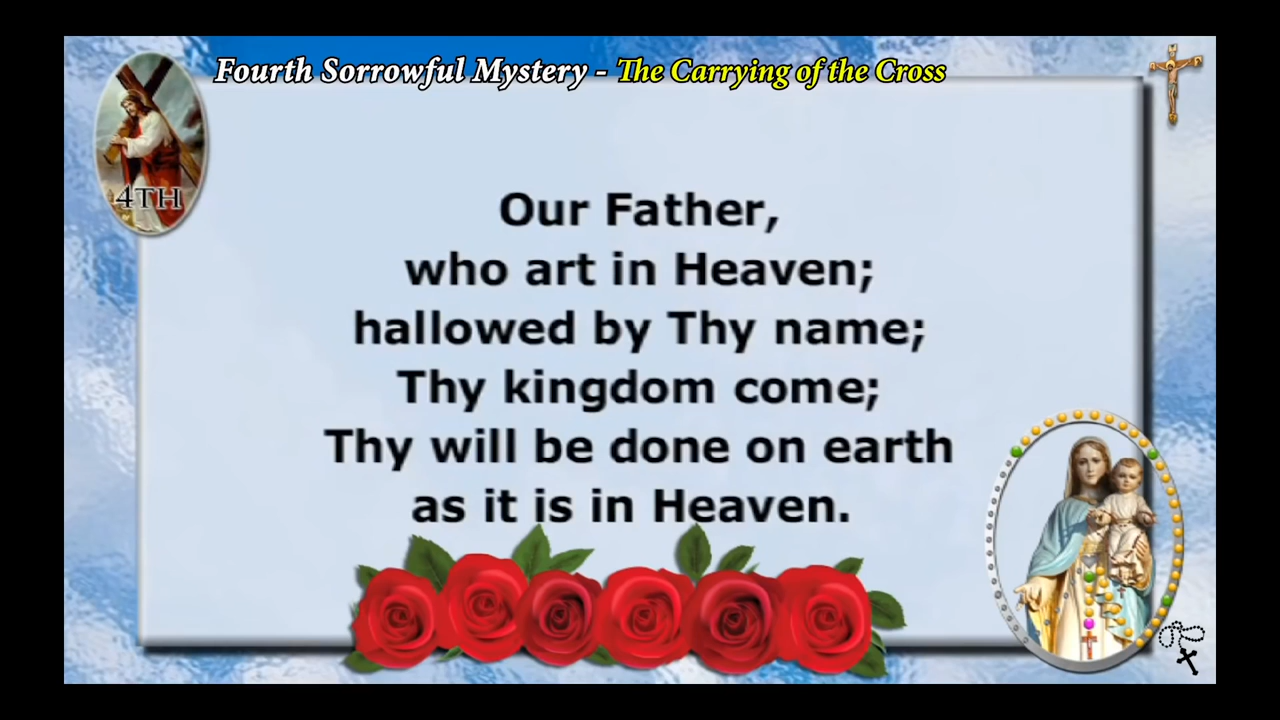 Fourth Sorrowful Mystery - The Carrying of the Cross
4TH
Our Father,
who art in Heaven;
hallowed by Thy name;
Thy kingdom come;
Thy will be done on earth
as it is in Heaven.